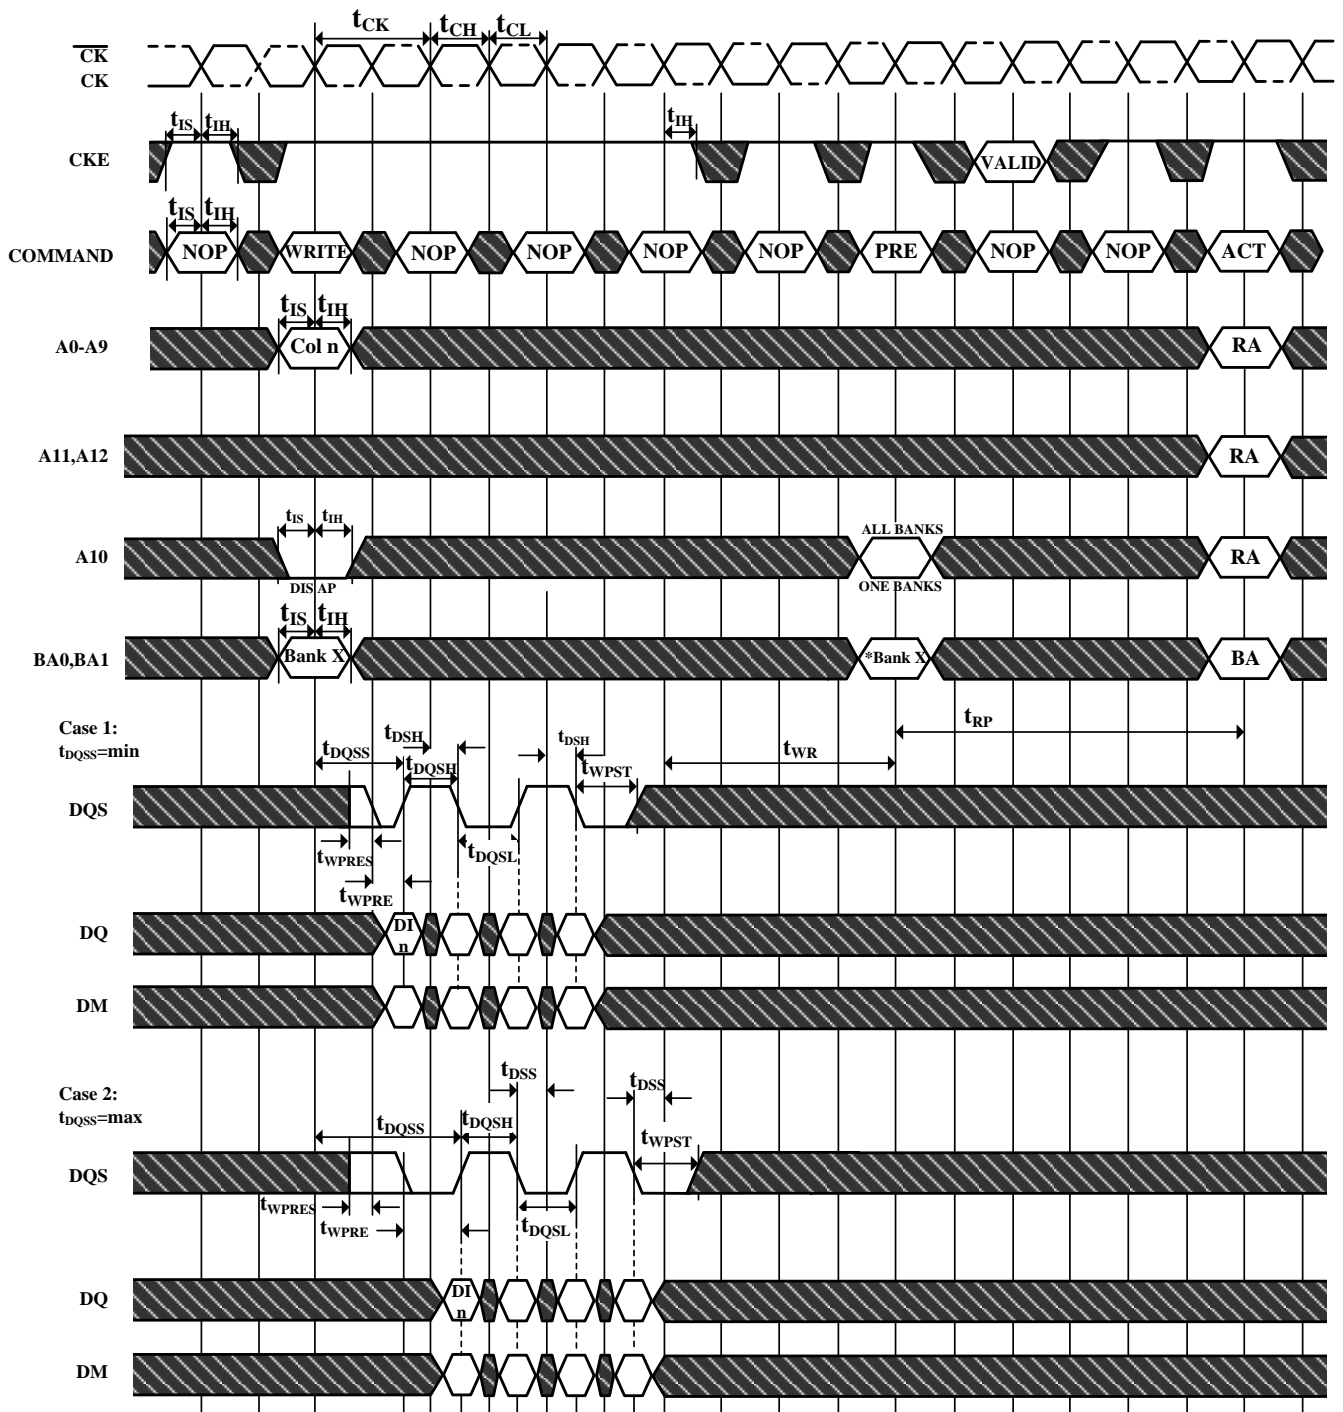 tCK tCH tCL
CK
CK
tIS tIH tIH
CKE VALID
tIS tIH
COMMAND NOP WRITE NOP NOP NOP NOP PRE NOP NOP ACT
tIS tIH
A0-A9 Col n RA
A11,A12 RA
tIS tIH ALL BANKS
A10 RA
DIS AP ONE BANKS
tIS tIH
BA0,BA1 Bank X *Bank X BA
Case 1:
tDQSS=min
tDSH tDSH tRP
tDQSS tDQSH tWPST tWR
DQS
tWPRES tDQSL
tWPRE
DQ DI
n
DM
Case 2:
tDQSS=max
tDSS tDSS
tDQSS tDQSH tWPST
DQS
tWPRES
tWPRE tDQSL
DQ DI
n
DM